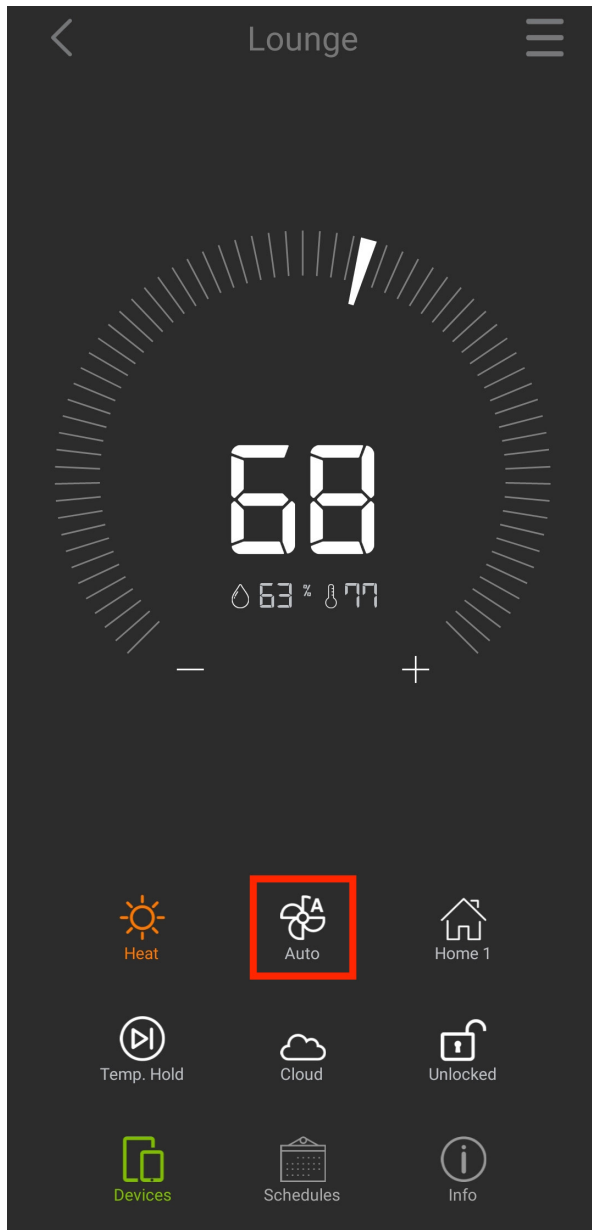 Lounge
68
63 % 77
− +
Heat
A
Auto
Home 1
Temp. Hold
Cloud
Unlocked
Devices
Schedules
Info